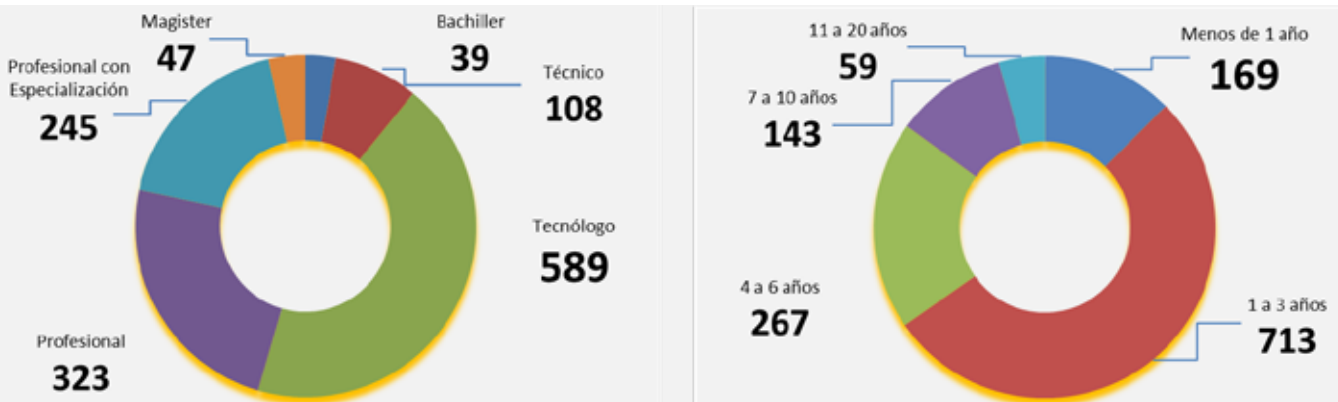 Magister
47
Bachiller
39
Profesional con
Especialización
245
Técnico
108
Tecnólogo
589
Profesional
323
11 a 20 años
59
Menos de 1 año
169
7 a 10 años
143
4 a 6 años
267
1 a 3 años
713